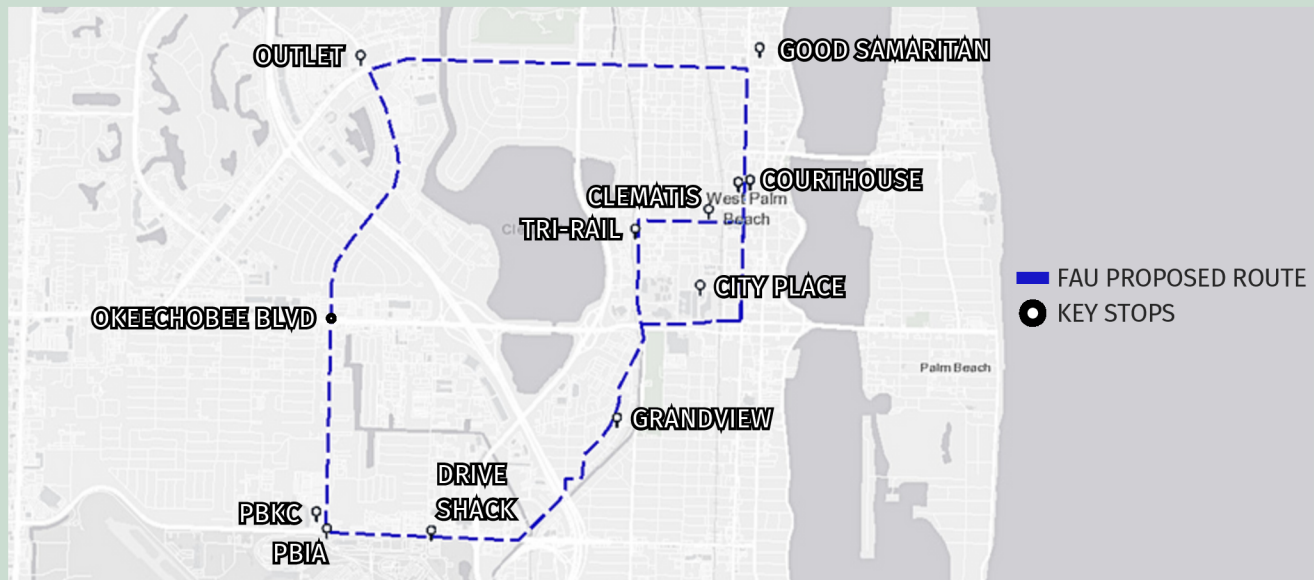 OUTLET
GOOD SAMARITAN
COURTHOUSE
CLEMATIS
West Palm
Beach
TRI-RAIL
CITY PLACE
FAU PROPOSED ROUTE
OKEECHOBEE BLVD
KEY STOPS
Palm Beach
GRANDVIEW
DRIVE
SHACK
PBKC
PBIA